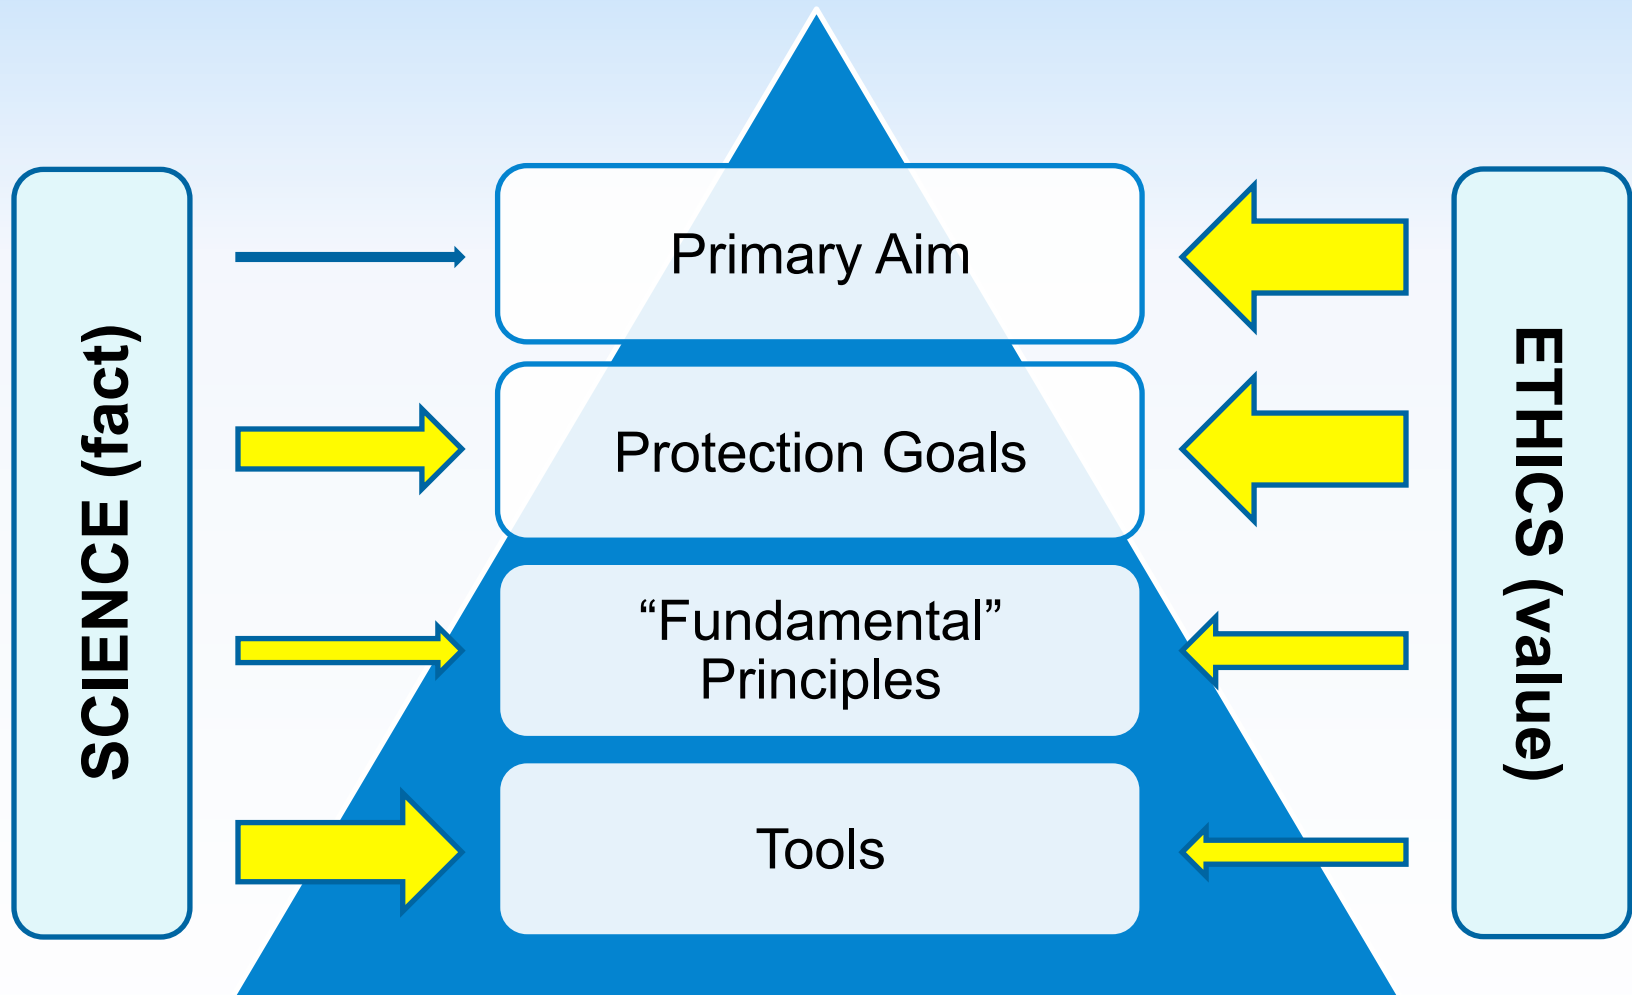 SCIENCE (fact)
Primary Aim
Protection Goals
“Fundamental”
Principles
Tools
ETHICS (value)